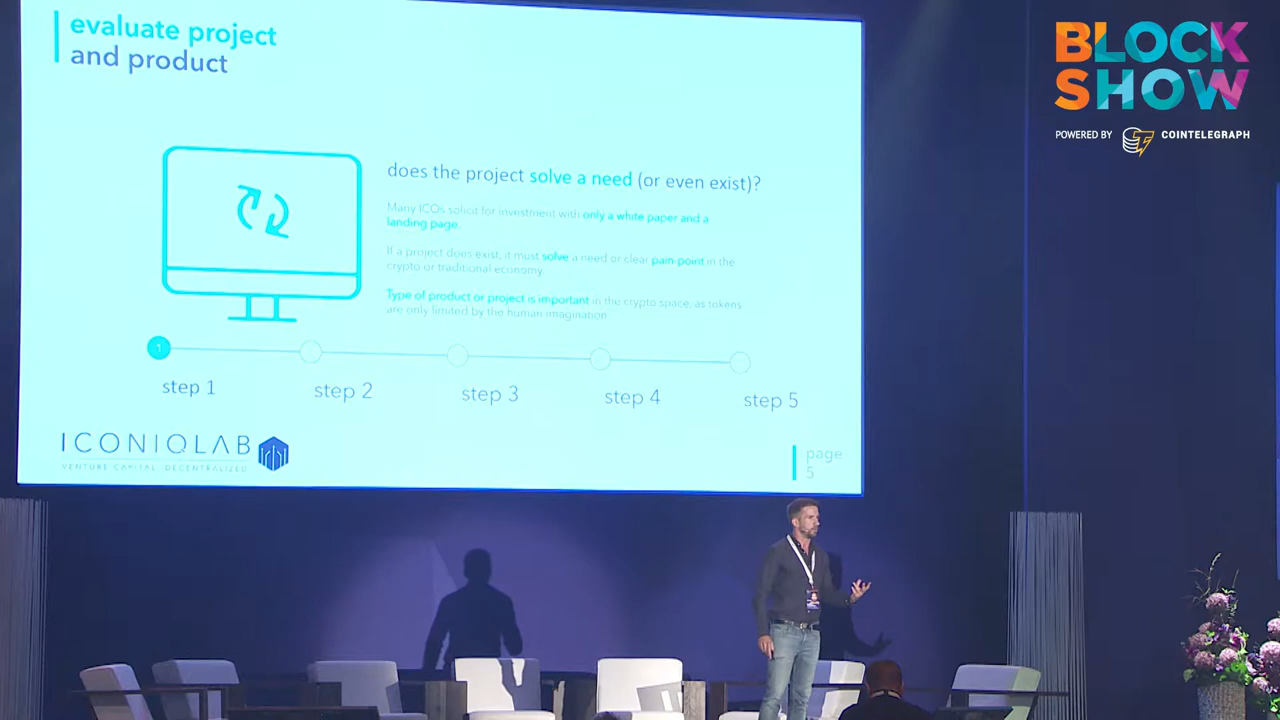 evaluate project
and product
does the project solve a need (or even exist)?
Many ICOs solicit for investment with only a white paper and a
landing page.
If a project does exist, it must solve a need or clear pain-point in the
crypto or traditional economy.
Type of product or project is important in the crypto space, as tokens
are only limited by the human imagination.
1
step 1
step 2
step 3
step 4
step 5
ICONIQLAB
VENTURE CAPITAL, DECENTRALIZED
page
5
BLOCK
SHOW
POWERED BY COINTELEGRAPH